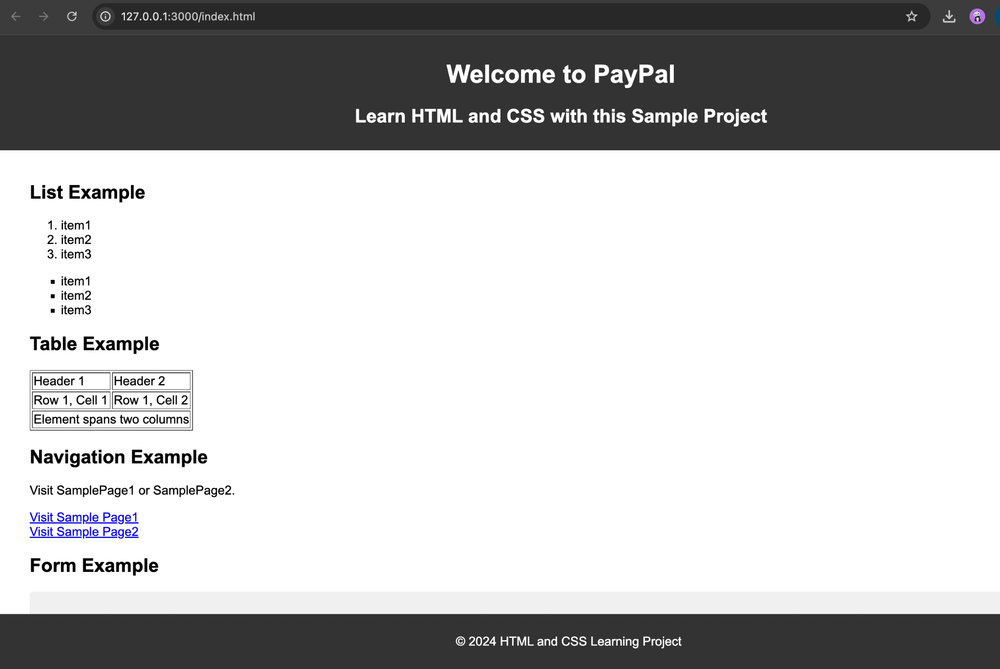 127.0.0.1:3000/index.html
Welcome to PayPal
Learn HTML and CSS with this Sample Project
List Example
1. item1
2. item2
3. item3
▪ item1
▪ item2
▪ item3
Table Example
Header 1 Header 2
Row 1, Cell 1 Row 1, Cell 2
Element spans two columns
Navigation Example
Visit SamplePage1 or SamplePage2.
Visit Sample Page1
Visit Sample Page2
Form Example
© 2024 HTML and CSS Learning Project